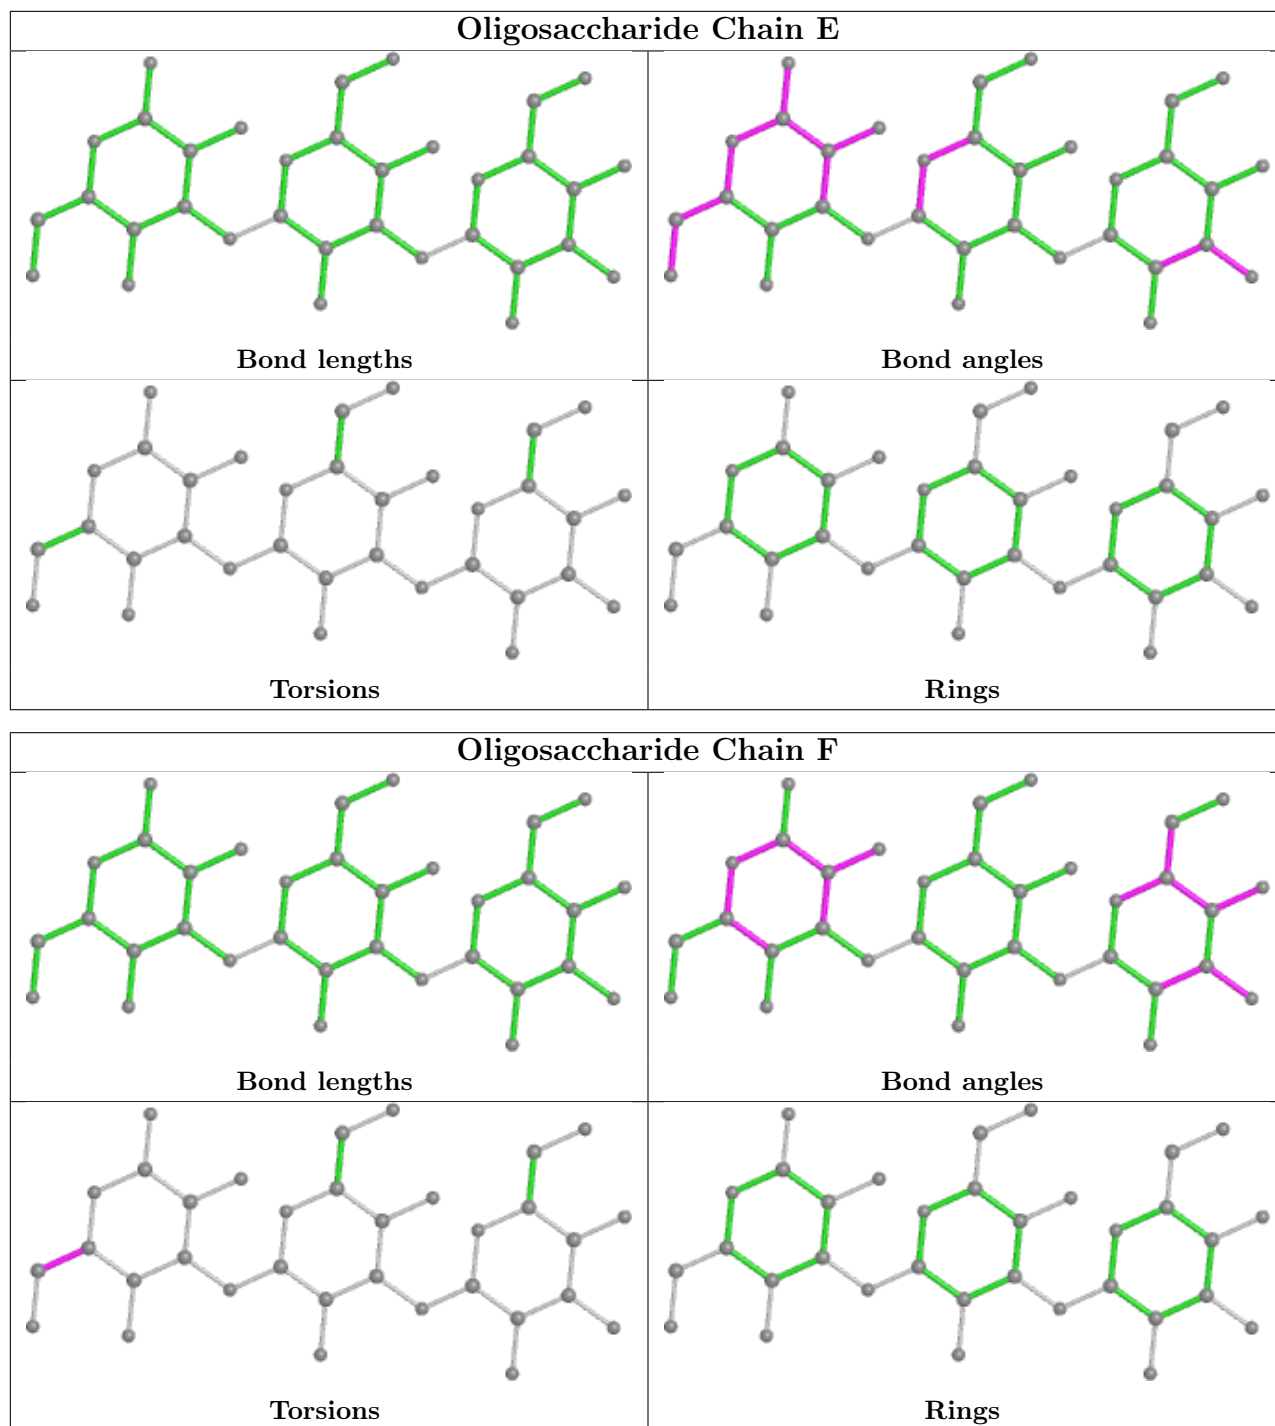 Oligosaccharide Chain E
Bond lengths
Bond angles
Torsions
Rings
Oligosaccharide Chain F
Bond lengths
Bond angles
Torsions
Rings